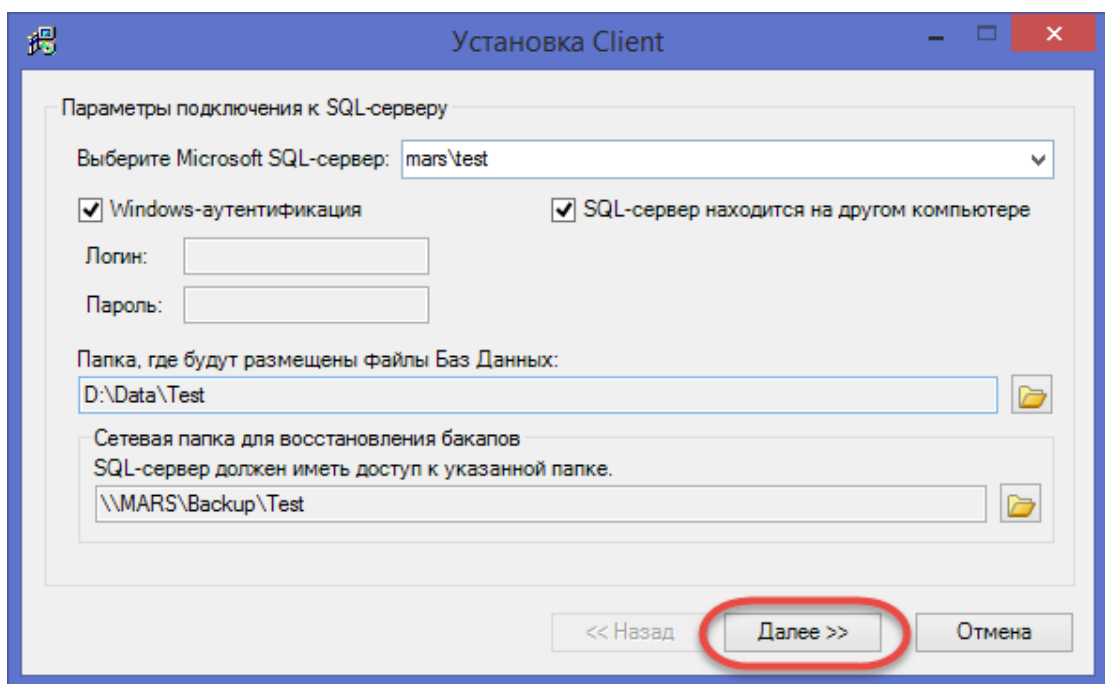 Установка Client
Параметры подключения к SQL-серверу
Выберите Microsoft SQL-сервер: mars\test
Windows-аутентификация SQL-сервер находится на другом компьютере
Логин:
Пароль:
Папка, где будут размещены файлы Баз Данных:
D:\Data\Test
Сетевая папка для восстановления бакапов
SQL-сервер должен иметь доступ к указанной папке.
\\MARS\Backup\Test
<< Назад Далее >> Отмена